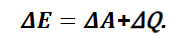 ΔE = ΔA+ΔQ.